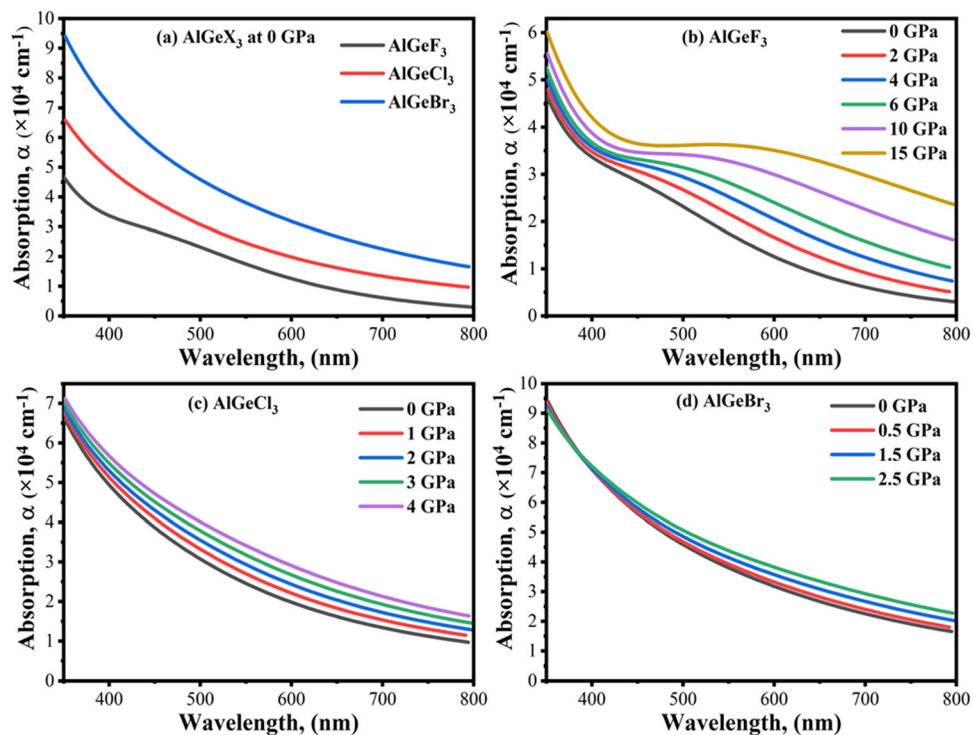 (a) AlGeX₃ at 0 GPa
AlGeF₃
AlGeCl₃
AlGeBr₃
Absorption, α (×10⁴ cm⁻¹)
10
9
8
7
6
5
4
3
2
1
0
400 500 600 700 800
Wavelength, (nm)
(b) AlGeF₃
0 GPa
2 GPa
4 GPa
6 GPa
10 GPa
15 GPa
Absorption, α (×10⁴ cm⁻¹)
6
5
4
3
2
1
0
400 500 600 700 800
Wavelength, (nm)
(c) AlGeCl₃
0 GPa
1 GPa
2 GPa
3 GPa
4 GPa
Absorption, α (×10⁴ cm⁻¹)
7
6
5
4
3
2
1
0
400 500 600 700 800
Wavelength, (nm)
(d) AlGeBr₃
0 GPa
0.5 GPa
1.5 GPa
2.5 GPa
Absorption, α (×10⁴ cm⁻¹)
10
9
8
7
6
5
4
3
2
1
0
400 500 600 700 800
Wavelength, (nm)